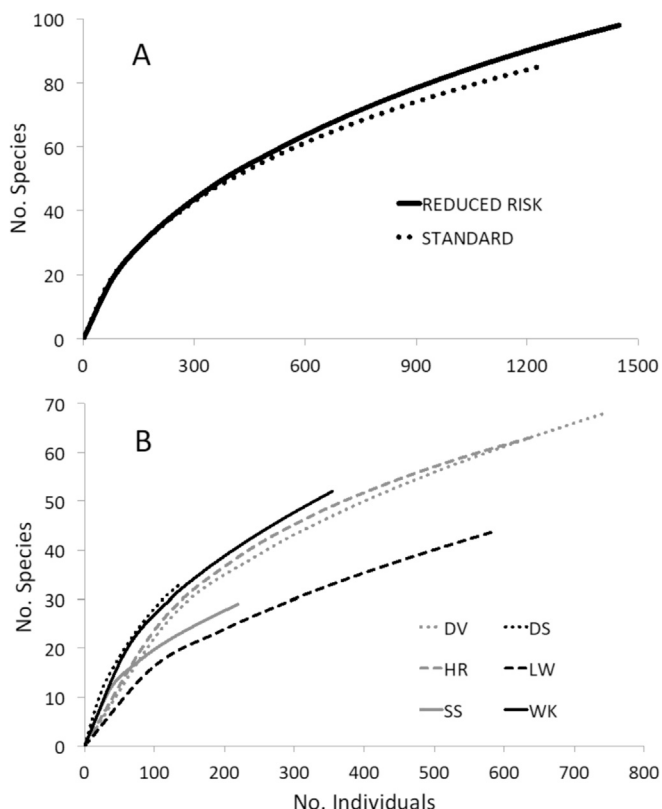 A
No. Species
100
80
60
40
20
0
REDUCED RISK
STANDARD
0 300 600 900 1200 1500
B
No. Species
70
60
50
40
30
20
10
0
DV DS
HR LW
SS WK
0 100 200 300 400 500 600 700 800
No. Individuals